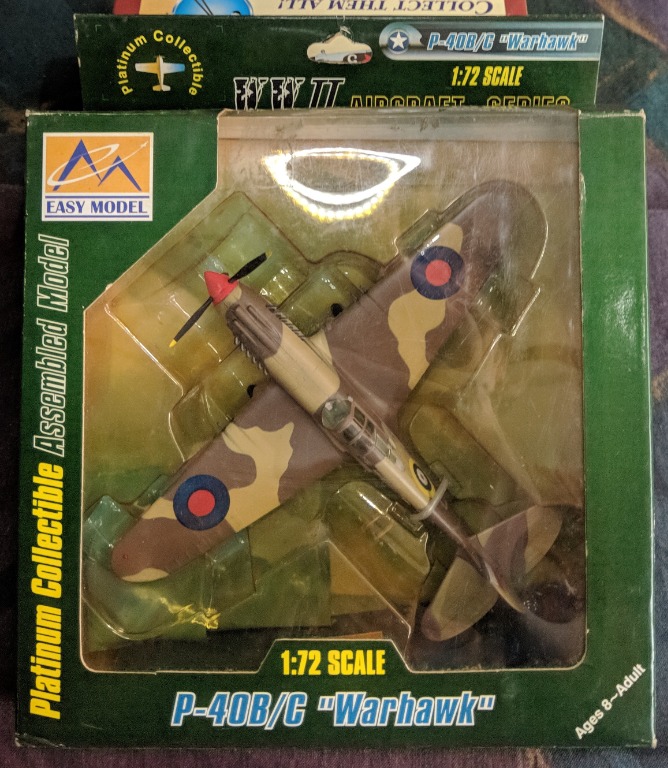 COLLECT THEM ALL!
Platinum Collectible
P-40B/C "Warhawk"
1:72 SCALE
WW II AIRCRAFT SERIES
EASY MODEL
Platinum Collectible Assembled Model
1:72 SCALE
P-40B/C "Warhawk"
Ages 8~Adult